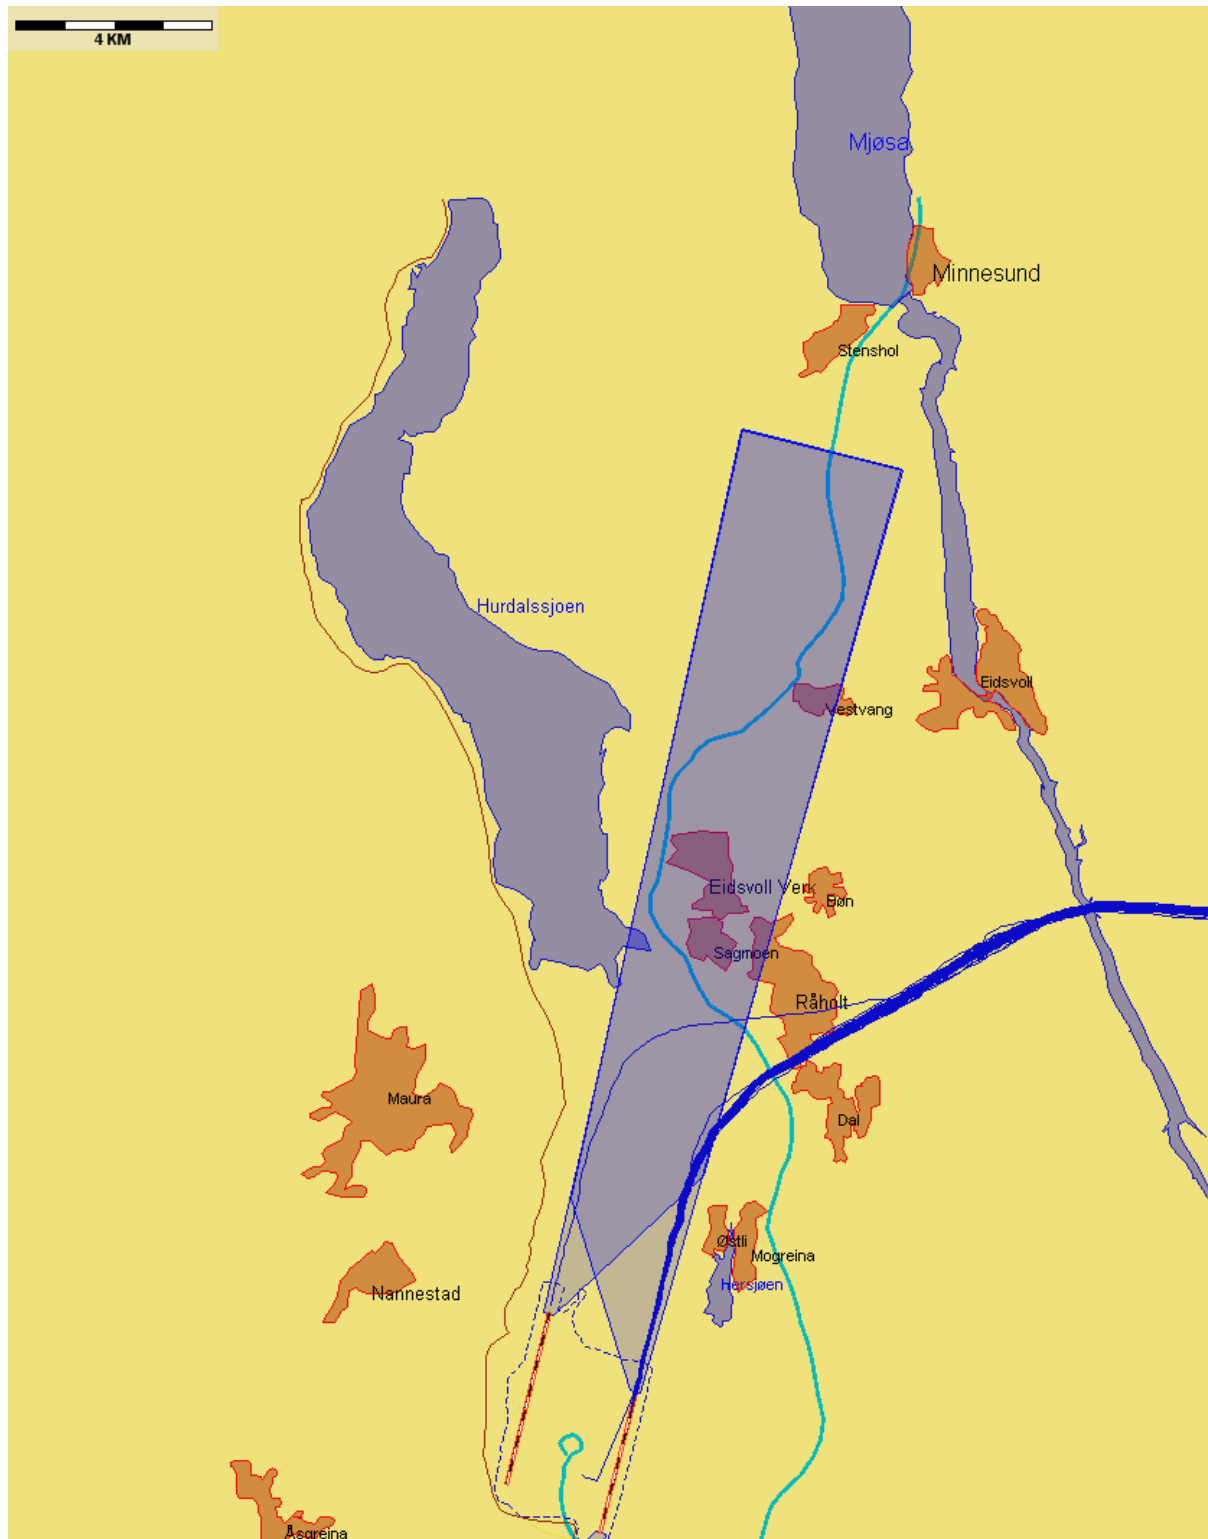 4 KM
Mjøsa
Minnesund
Stenshol
Hurdalssjoen
Eidsvoll
Vestvang
Eidsvoll Verk
Bøn
Sagmoen
Råholt
Maura
Dal
Østli
Mogreina
Hersjøen
Nannestad
Åsgreina